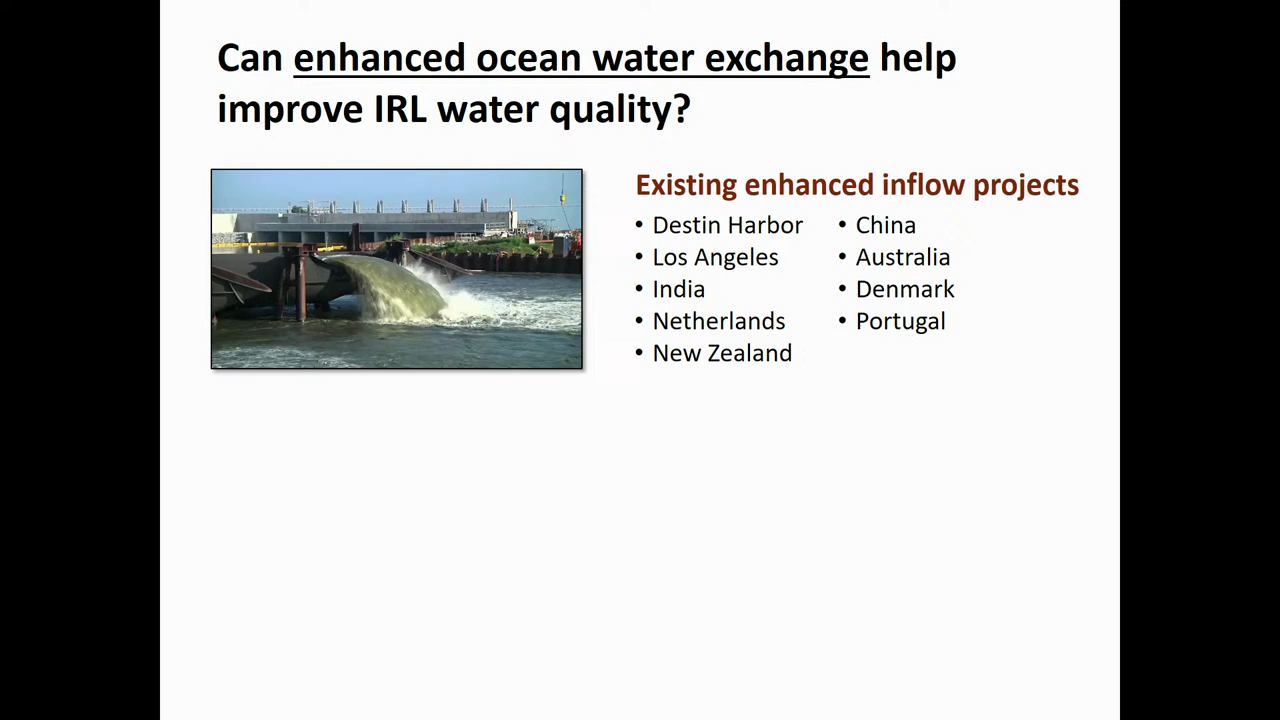 Can enhanced ocean water exchange help
improve IRL water quality?
Existing enhanced inflow projects
• Destin Harbor
• Los Angeles
• India
• Netherlands
• New Zealand
• China
• Australia
• Denmark
• Portugal